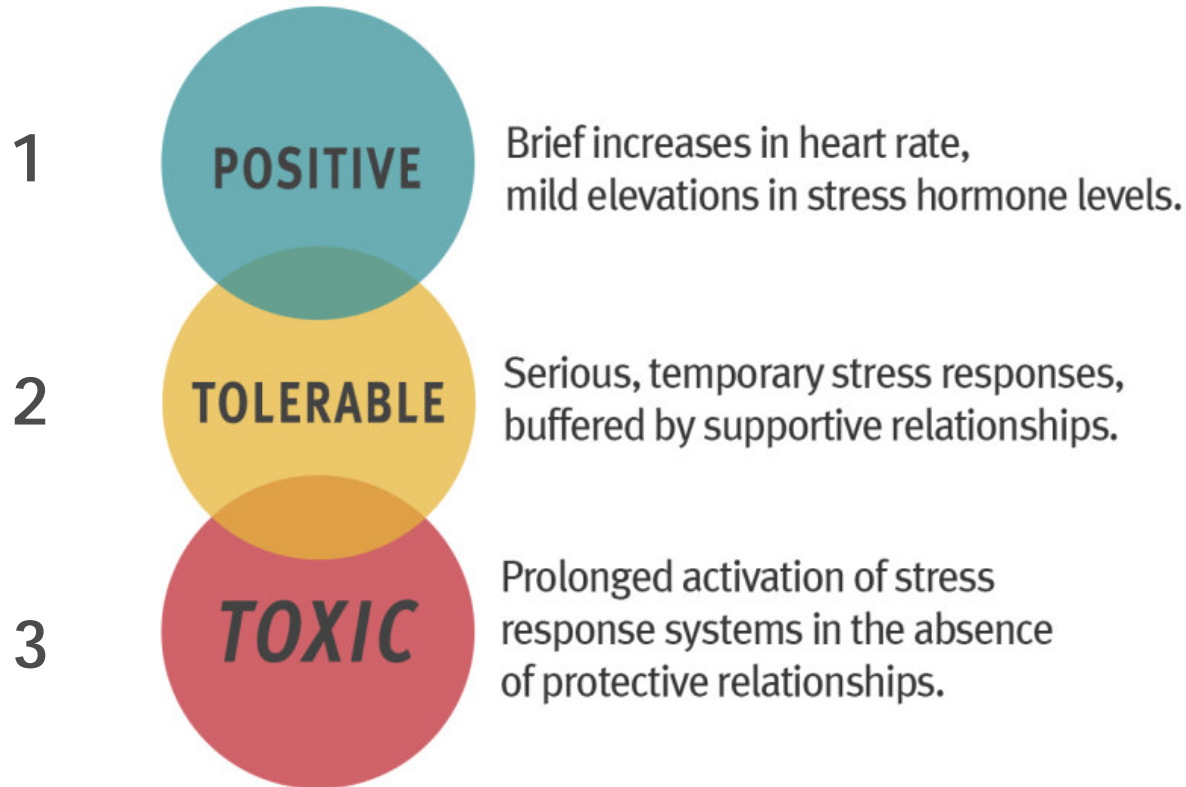 1
POSITIVE
Brief increases in heart rate,
mild elevations in stress hormone levels.
2
TOLERABLE
Serious, temporary stress responses,
buffered by supportive relationships.
3
TOXIC
Prolonged activation of stress
response systems in the absence
of protective relationships.